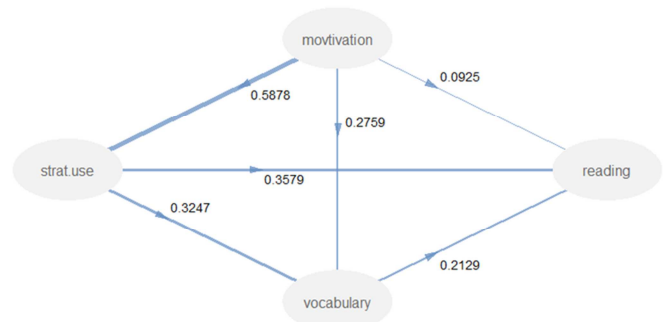 movtivation
0.0925
0.5878
0.2759
strat.use
reading
0.3579
0.3247
0.2129
vocabulary